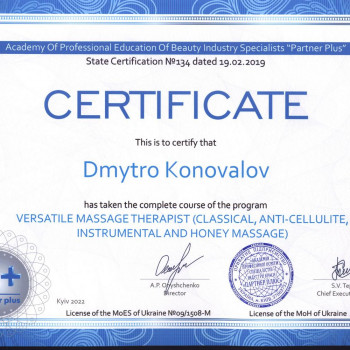 Academy Of Professional Education Of Beauty Industry Specialists "Partner Plus"
State Certification №134 dated 19.02.2019
CERTIFICATE
This is to certify that
Dmytro Konovalov
has taken the complete course of the program
VERSATILE MASSAGE THERAPIST (CLASSICAL, ANTI-CELLULITE,
INSTRUMENTAL AND HONEY MASSAGE)
A.P. Onyshchenko
Director
S.V. Te
Chief Execu
Kyiv 2022
License of the MoES of Ukraine №09/1508-M
License of the MoH of Ukraine